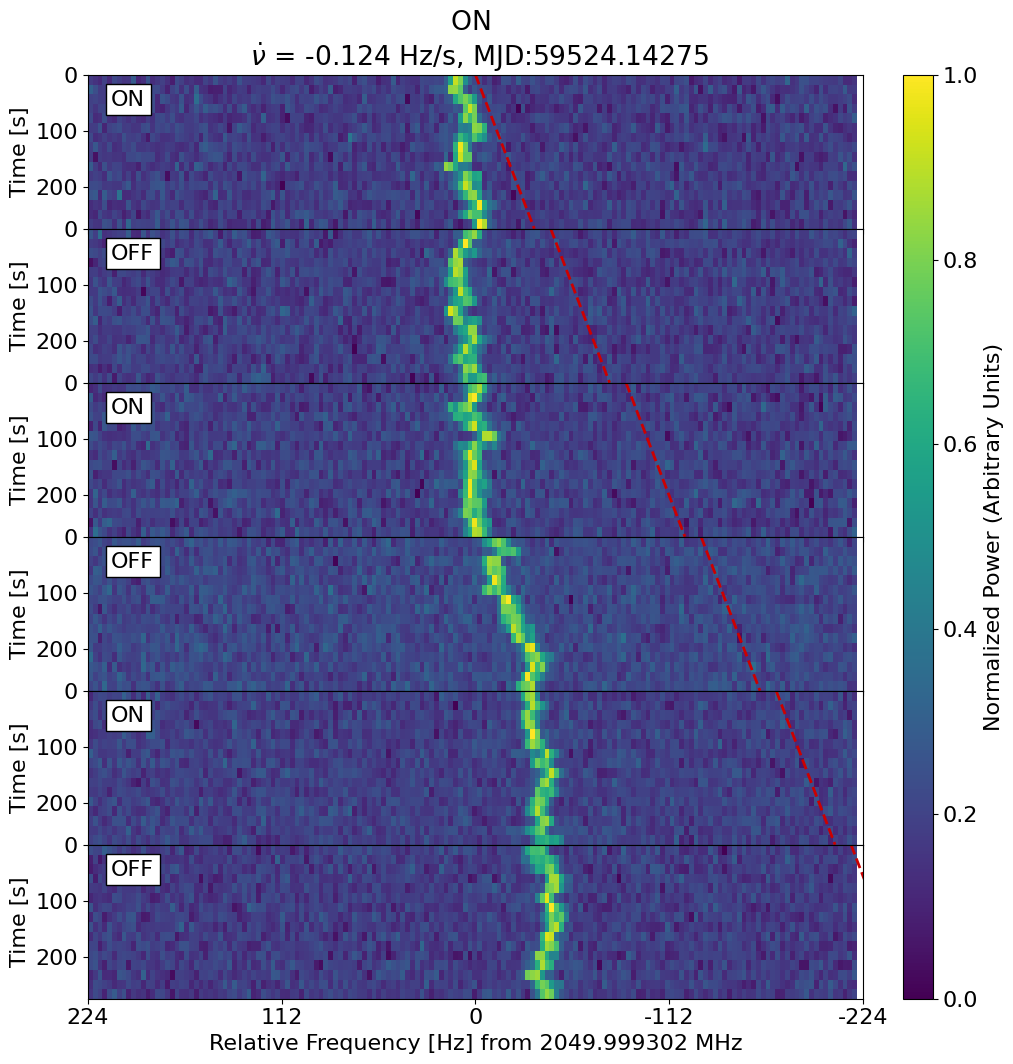 ON
ν̇ = -0.124 Hz/s, MJD:59524.14275
0
ON
100
Time [s]
200
0
OFF
100
Time [s]
200
0
ON
100
Time [s]
200
0
OFF
100
Time [s]
200
0
ON
100
Time [s]
200
0
OFF
100
Time [s]
200
224 112 0 -112 -224
Relative Frequency [Hz] from 2049.999302 MHz
1.0
0.8
0.6
0.4
0.2
0.0
Normalized Power (Arbitrary Units)